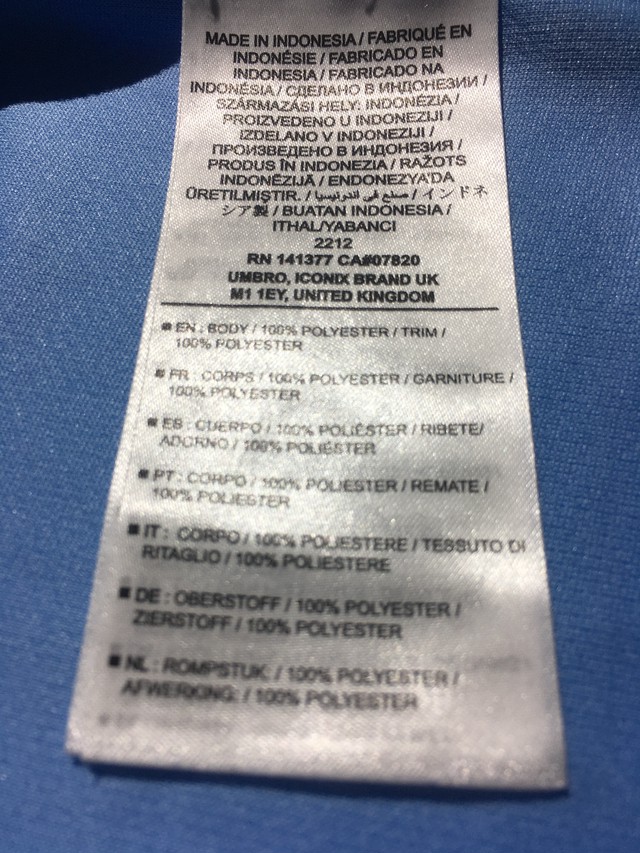 MADE IN INDONESIA / FABRIQUÉ EN
INDONÉSIE / FABRICADO EN
INDONESIA / FABRICADO NA
INDONÉSIA / СДЕЛАНО В ИНДОНЕЗИИ /
SZÁRMAZÁSI HELY: INDONÉZIA /
PROIZVEDENO U INDONEZIJI /
IZDELANO V INDONEZIJI /
ПРОИЗВЕДЕНО В ИНДОНЕЗИЯ /
PRODUS ÎN INDONEZIA / RAŽOTS
INDONĒZIJĀ / ENDONEZYA'DA
ÜRETILMIŞTIR. / صنع في اندونيسيا / インドネ
シア製 / BUATAN INDONESIA /
ITHAL/YABANCI
2212
RN 141377 CA#07820
UMBRO, ICONIX BRAND UK
M1 1EY, UNITED KINGDOM
■ EN : BODY / 100% POLYESTER / TRIM /
100% POLYESTER
■ FR : CORPS / 100% POLYESTER / GARNITURE /
100% POLYESTER
■ ES : CUERPO / 100% POLIÉSTER / RIBETE/
ADORNO / 100% POLIÉSTER
■ PT : CORPO / 100% POLYESTER / REMATE /
100% POLYESTER
■ IT : CORPO / 100% POLIESTERE / TESSUTO DI
RITAGLIO / 100% POLIESTERE
■ DE : OBERSTOFF / 100% POLYESTER /
ZIERSTOFF / 100% POLYESTER
■ NL : ROMPSTUK: / 100% POLYESTER /
AFWERKING: / 100% POLYESTER